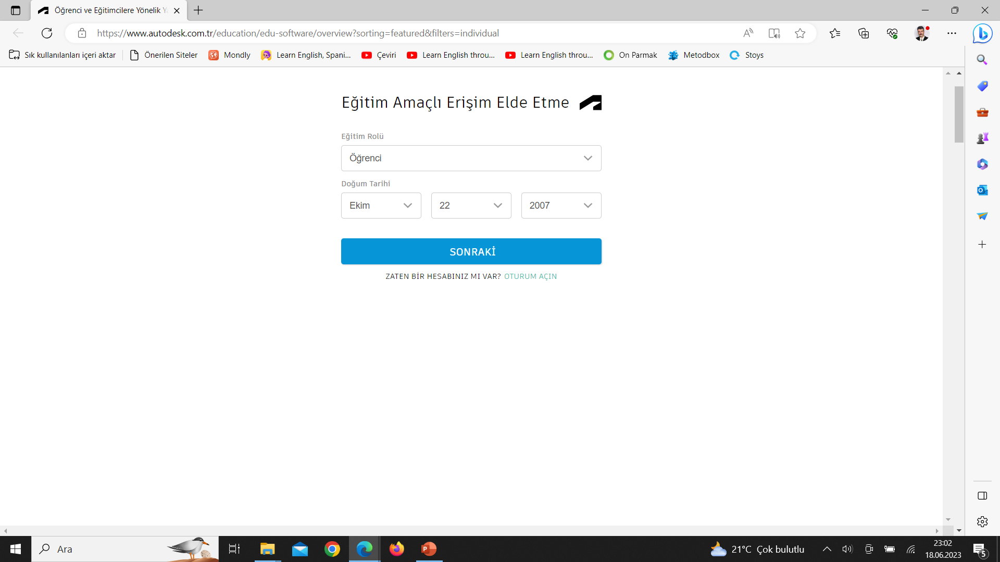 Öğrenci ve Eğitimcilere Yönelik
https://www.autodesk.com.tr/education/edu-software/overview?sorting=featured&filters=individual
Sık kullanılanları içeri aktar Önerilen Siteler Mondly Learn English, Spani... Çeviri Learn English throu... Learn English throu... On Parmak Metodbox Stoys
Eğitim Amaçlı Erişim Elde Etme
Eğitim Rolü
Öğrenci
Doğum Tarihi
Ekim 22 2007
SONRAKİ
ZATEN BİR HESABINIZ MI VAR? OTURUM AÇIN
Ara
21°C Çok bulutlu
23:02
18.06.2023
5